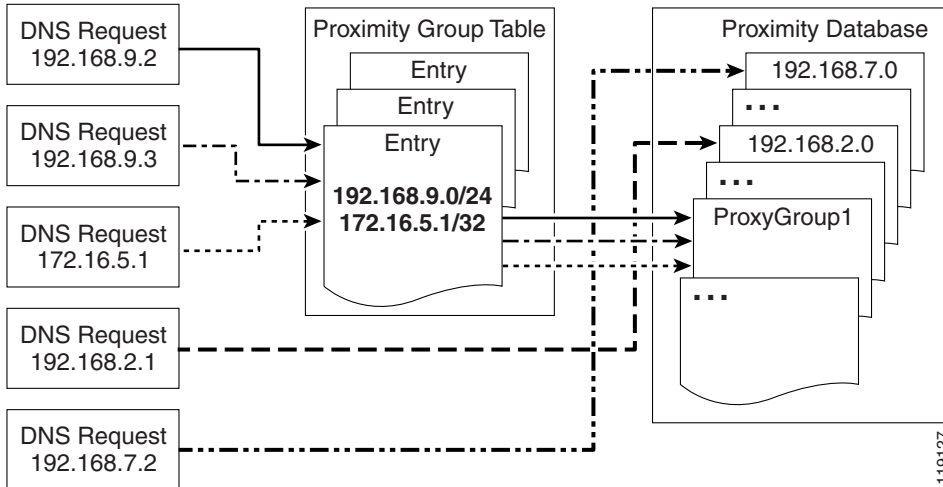 DNS Request
192.168.9.2
DNS Request
192.168.9.3
DNS Request
172.16.5.1
DNS Request
192.168.2.1
DNS Request
192.168.7.2
Proximity Group Table
Entry
Entry
Entry
192.168.9.0/24
172.16.5.1/32
Proximity Database
192.168.7.0
...
192.168.2.0
...
ProxyGroup1
...
119127